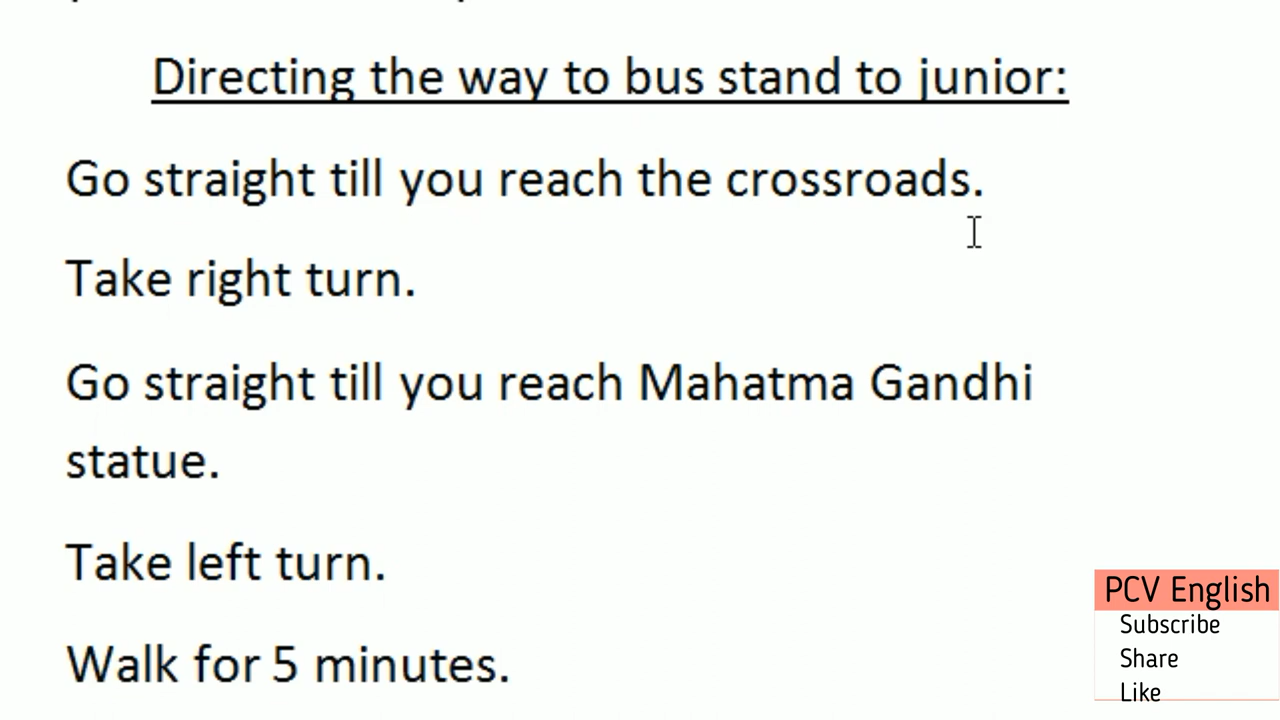 Directing the way to bus stand to junior:
Go straight till you reach the crossroads.
Take right turn.
Go straight till you reach Mahatma Gandhi
statue.
Take left turn.
Walk for 5 minutes.
PCV English
Subscribe
Share
Like